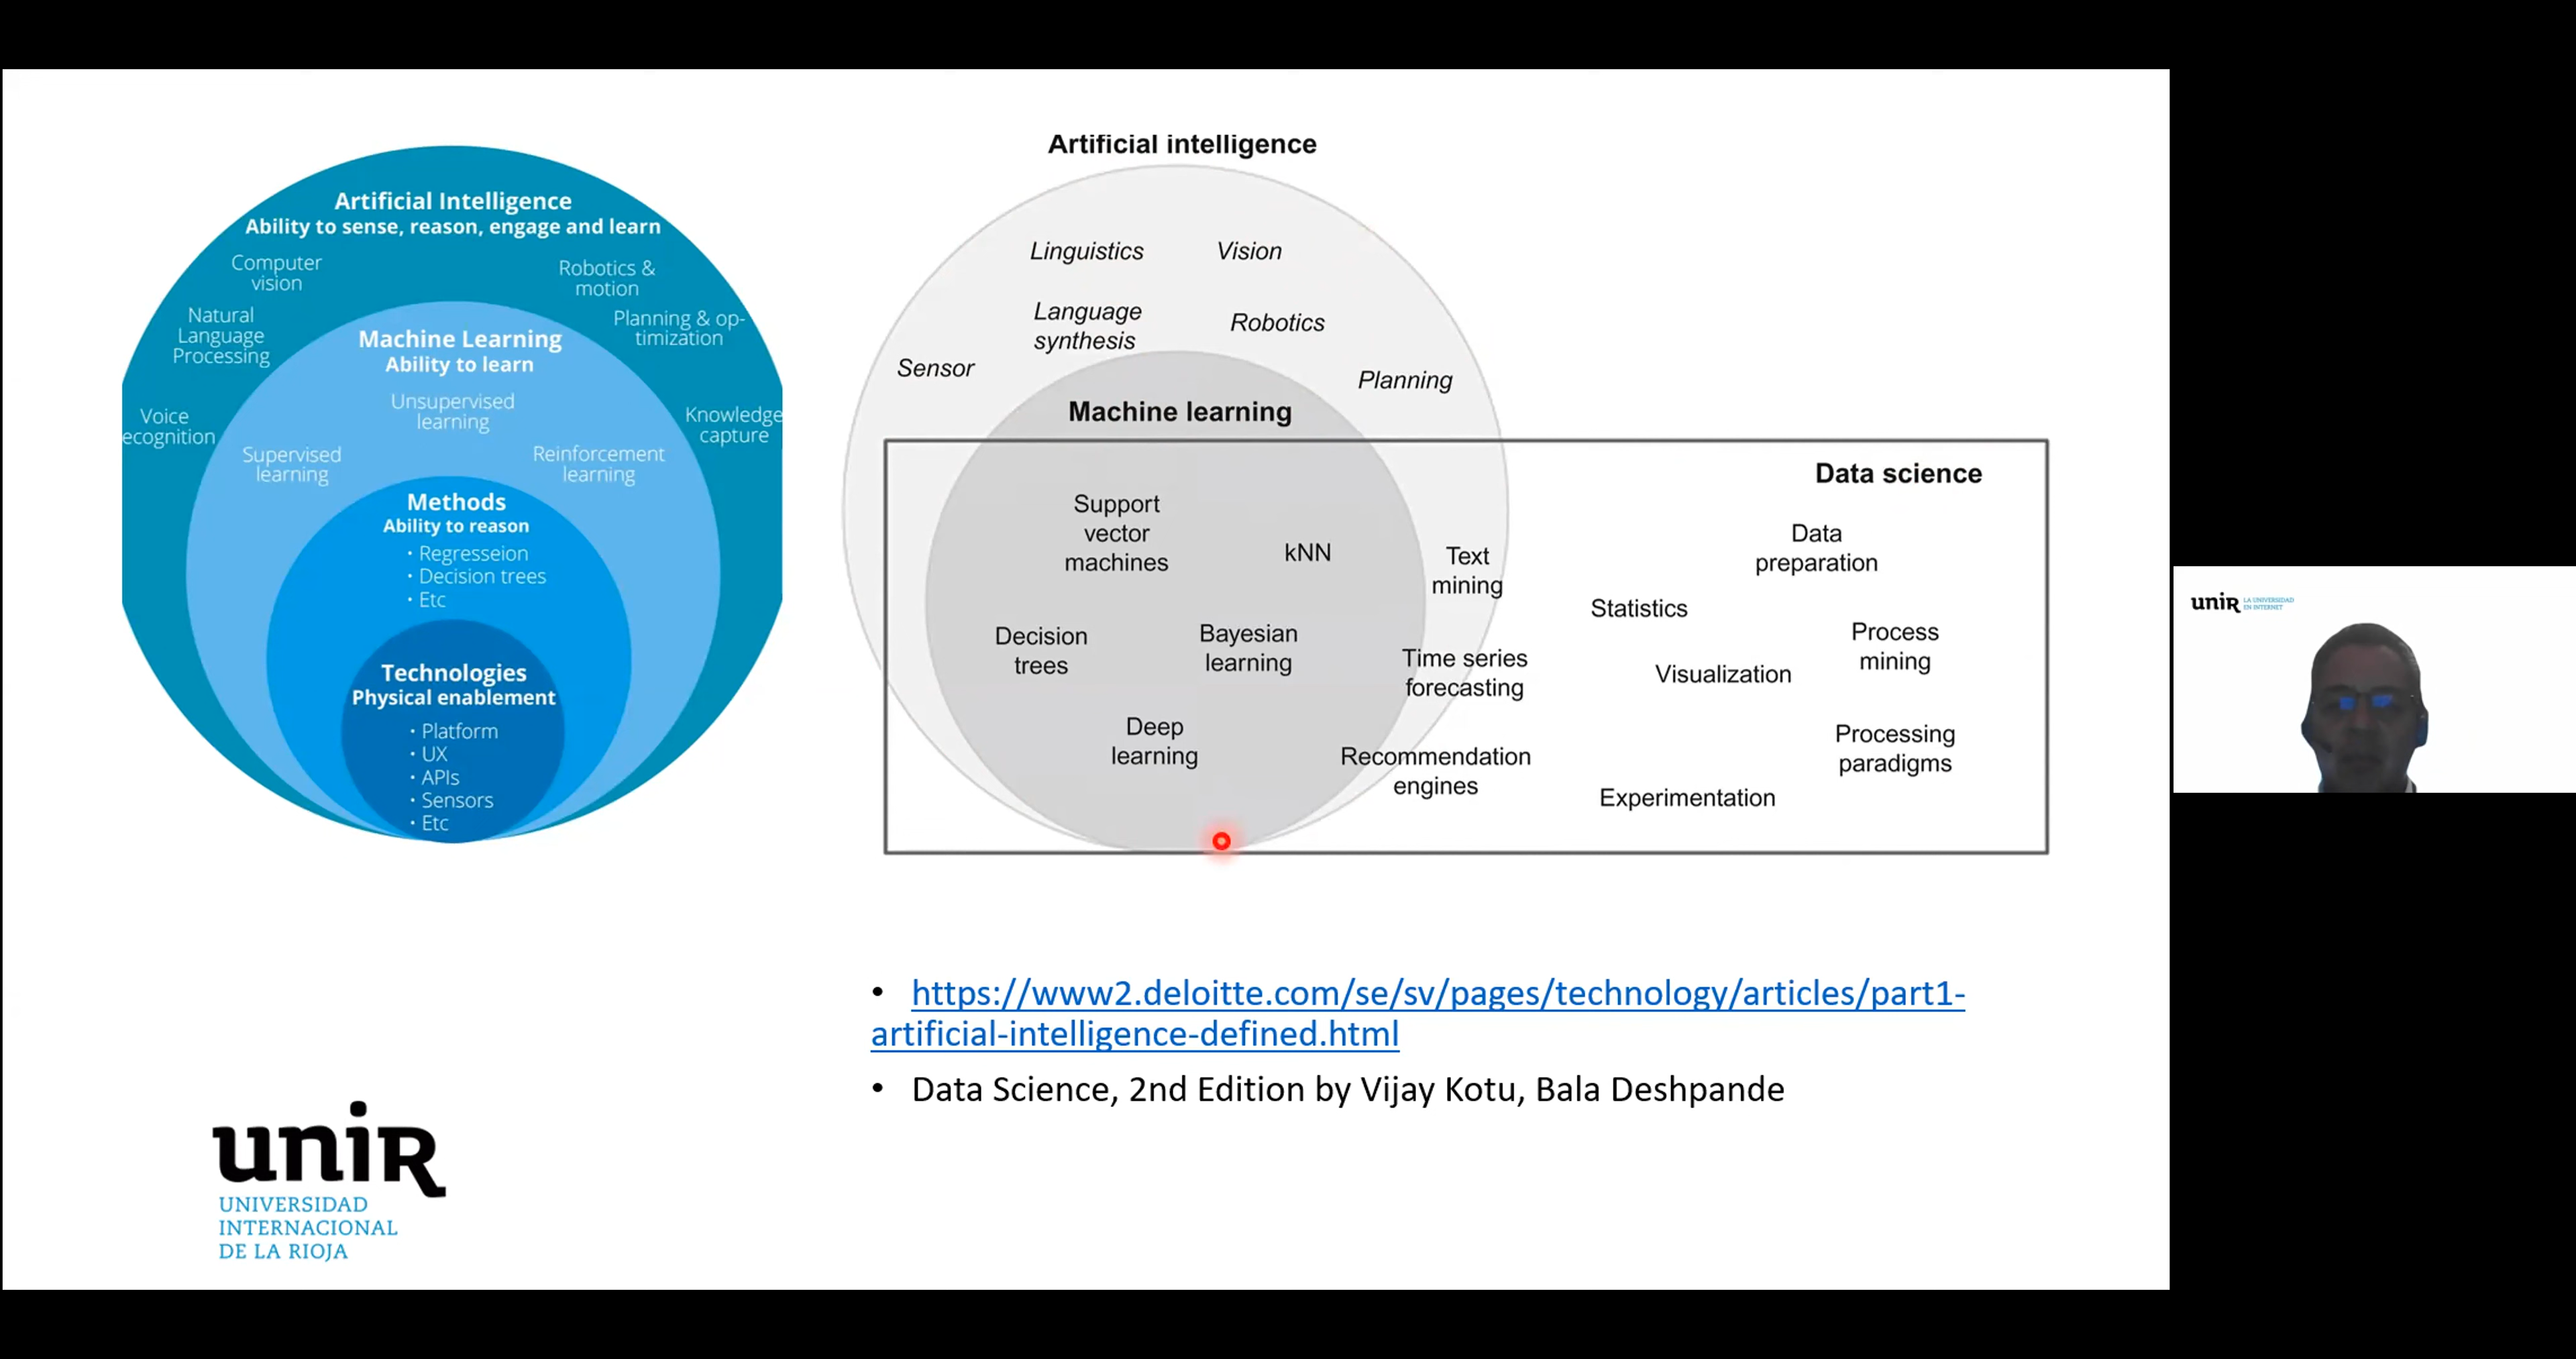 Artificial Intelligence
Ability to sense, reason, engage and learn
Computer
vision
Robotics &
motion
Natural
Language
Processing
Planning & op-
timization
Voice
ecognition
Knowledge
capture
Machine Learning
Ability to learn
Unsupervised
learning
Supervised
learning
Reinforcement
learning
Methods
Ability to reason
· Regresseion
· Decision trees
· Etc
Technologies
Physical enablement
· Platform
· UX
· APIs
· Sensors
· Etc
Artificial intelligence
Linguistics
Vision
Language
synthesis
Robotics
Sensor
Planning
Machine learning
Support
vector
machines
kNN
Text
mining
Decision
trees
Bayesian
learning
Time series
forecasting
Deep
learning
Recommendation
engines
Data science
Data
preparation
Statistics
Process
mining
Visualization
Processing
paradigms
Experimentation
• https://www2.deloitte.com/se/sv/pages/technology/articles/part1-
artificial-intelligence-defined.html
• Data Science, 2nd Edition by Vijay Kotu, Bala Deshpande
unir
UNIVERSIDAD
INTERNACIONAL
DE LA RIOJA
unir
LA UNIVERSIDAD
EN INTERNET